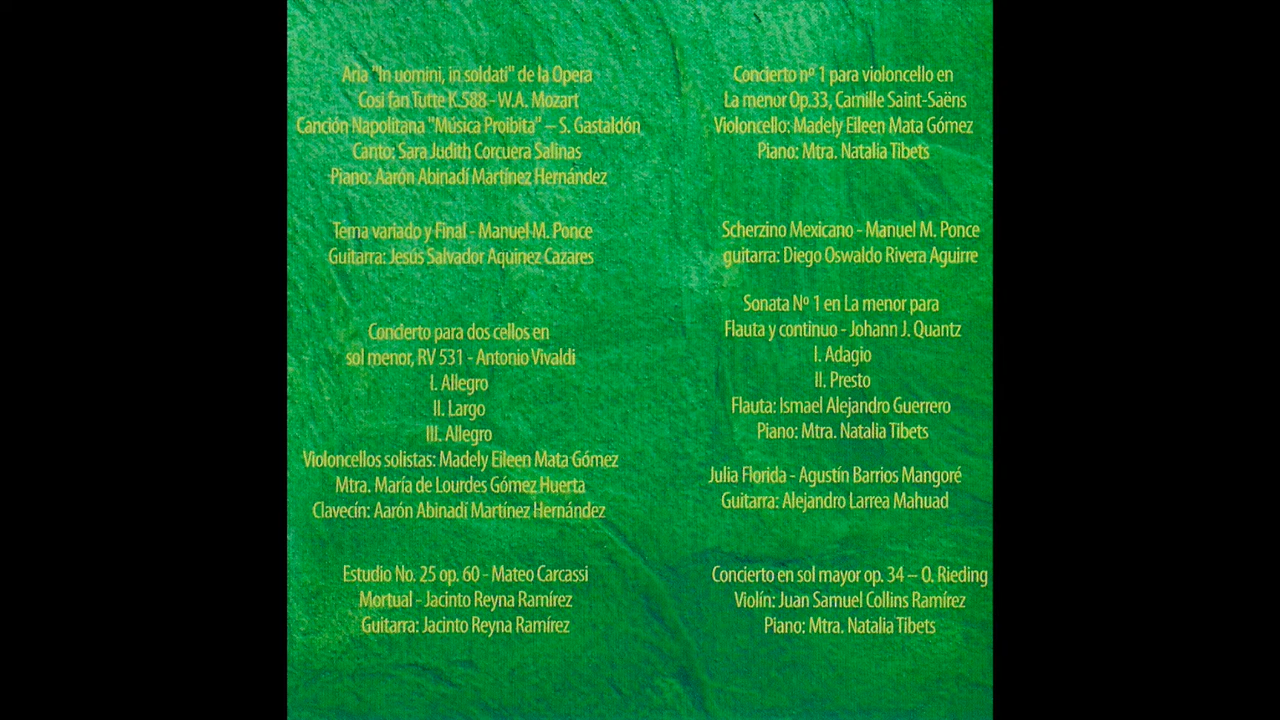 Aria "In uomini, in soldati" de la Opera
Cosi fan Tutte K.588 - W.A. Mozart
Canción Napolitana "Música Proibita" – S. Gastaldón
Canto: Sara Judith Corcuera Salinas
Piano: Aarón Abinadí Martínez Hernández
Tema variado y Final - Manuel M. Ponce
Guitarra: Jesús Salvador Aquinez Cazares
Concierto para dos cellos en
sol menor, RV 531 - Antonio Vivaldi
I. Allegro
II. Largo
III. Allegro
Violoncellos solistas: Madely Eileen Mata Gómez
Mtra. María de Lourdes Gómez Huerta
Clavecín: Aarón Abinadí Martínez Hernández
Estudio No. 25 op. 60 - Mateo Carcassi
Mortual - Jacinto Reyna Ramírez
Guitarra: Jacinto Reyna Ramírez
Concierto nº 1 para violoncello en
La menor Op.33, Camille Saint-Saëns
Violoncello: Madely Eileen Mata Gómez
Piano: Mtra. Natalia Tibets
Scherzino Mexicano - Manuel M. Ponce
guitarra: Diego Oswaldo Rivera Aguirre
Sonata Nº 1 en La menor para
Flauta y continuo - Johann J. Quantz
I. Adagio
II. Presto
Flauta: Ismael Alejandro Guerrero
Piano: Mtra. Natalia Tibets
Julia Florida - Agustín Barrios Mangoré
Guitarra: Alejandro Larrea Mahuad
Concierto en sol mayor op. 34 – O. Rieding
Violín: Juan Samuel Collins Ramírez
Piano: Mtra. Natalia Tibets